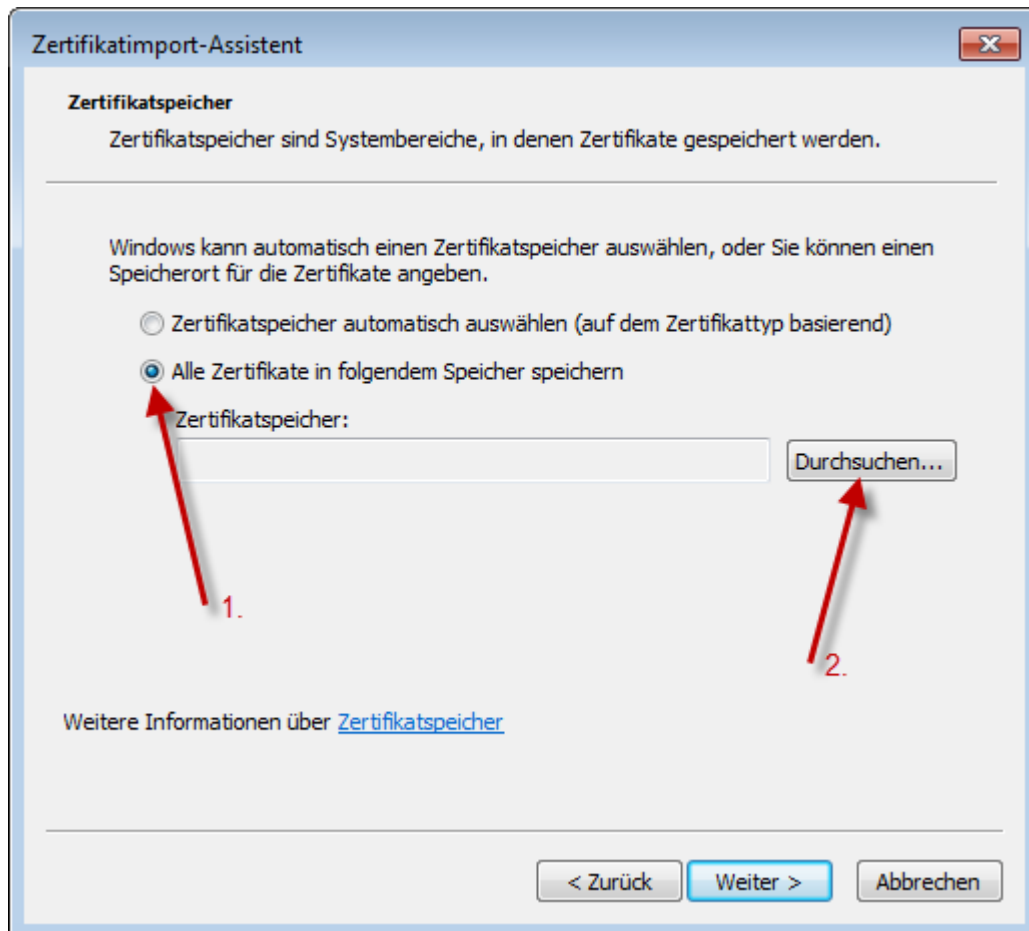 Zertifikatimport-Assistent
Zertifikatspeicher
Zertifikatspeicher sind Systembereiche, in denen Zertifikate gespeichert werden.
Windows kann automatisch einen Zertifikatspeicher auswählen, oder Sie können einen
Speicherort für die Zertifikate angeben.
Zertifikatspeicher automatisch auswählen (auf dem Zertifikattyp basierend)
Alle Zertifikate in folgendem Speicher speichern
Zertifikatspeicher:
Durchsuchen...
1.
2.
Weitere Informationen über Zertifikatspeicher
< Zurück Weiter > Abbrechen